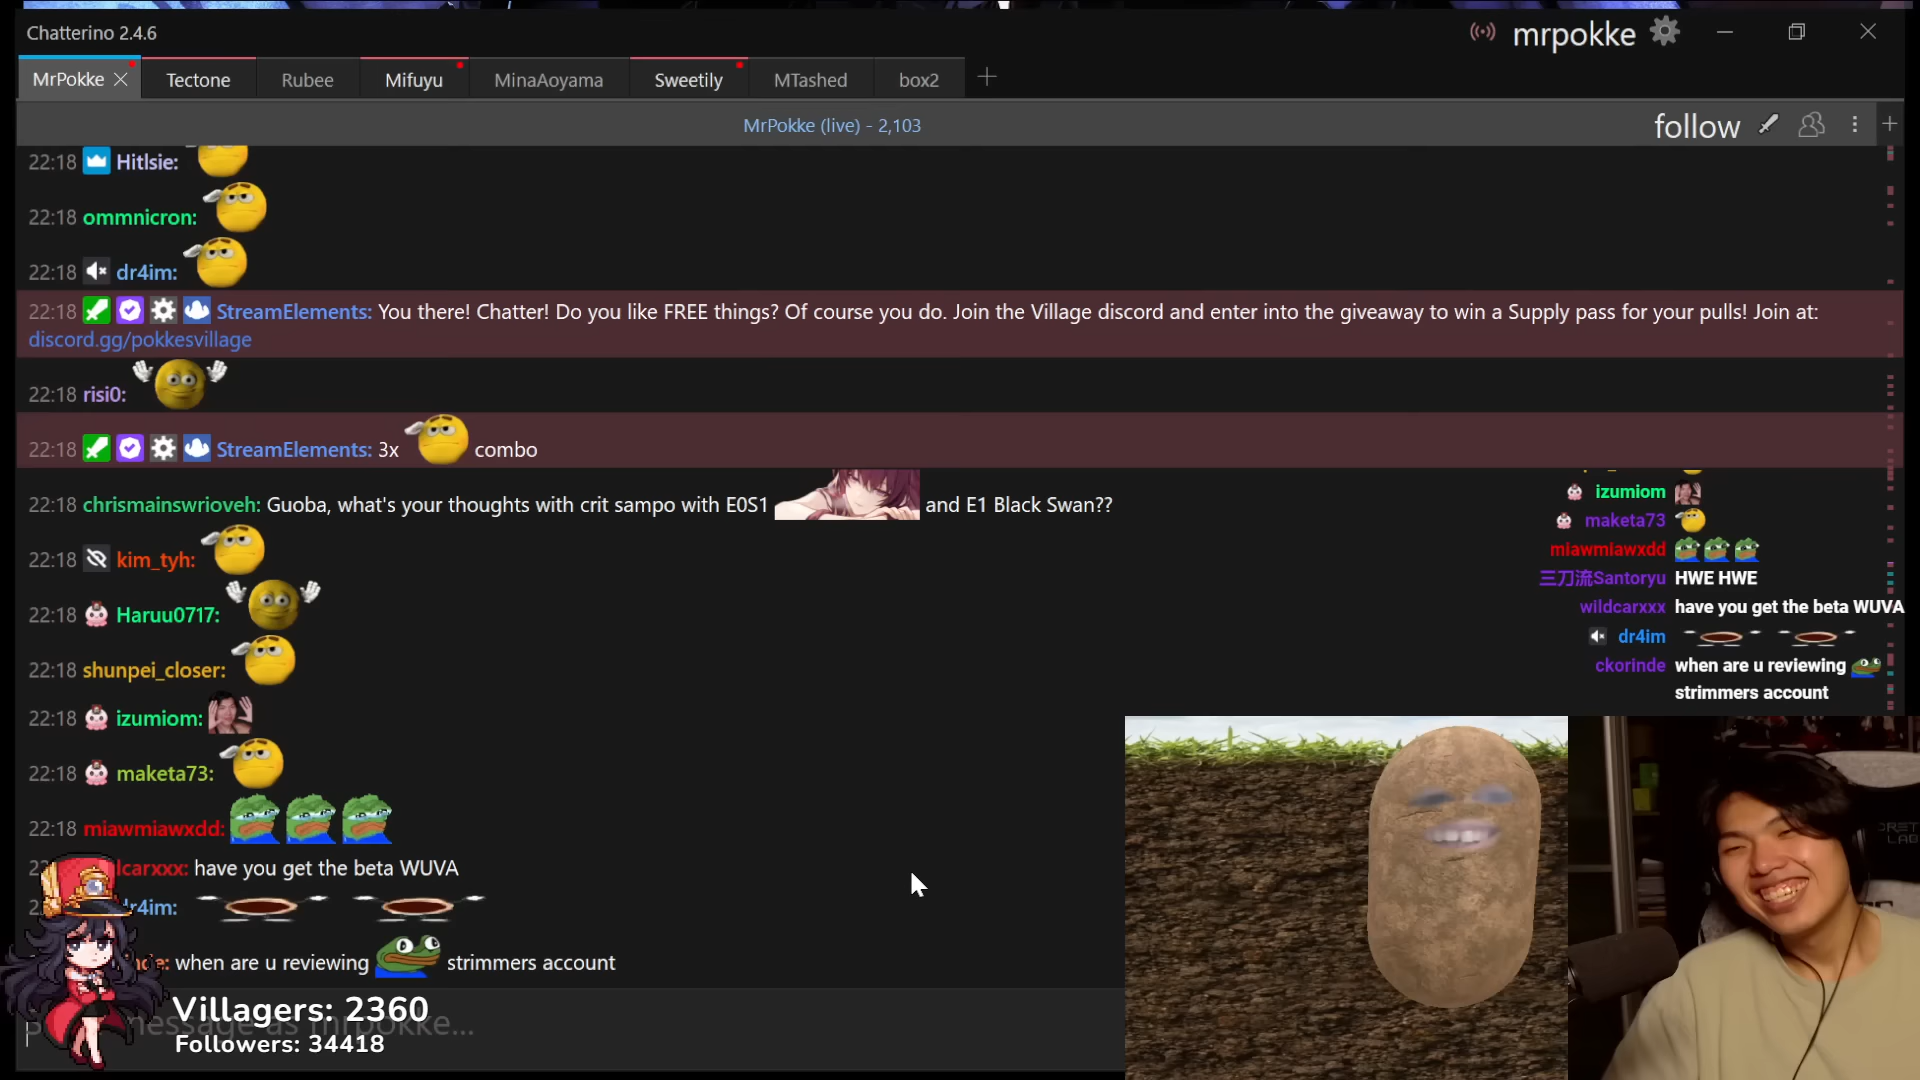 Chatterino 2.4.6
mrpokke
MrPokke
Tectone
Rubee
Mifuyu
MinaAoyama
Sweetily
MTashed
box2
MrPokke (live) - 2,103
follow
22:18 Hitlsie:
22:18 ommnicron:
22:18 dr4im:
22:18 StreamElements: You there! Chatter! Do you like FREE things? Of course you do. Join the Village discord and enter into the giveaway to win a Supply pass for your pulls! Join at:
discord.gg/pokkesvillage
22:18 risi0:
22:18 StreamElements: 3x combo
22:18 chrismainswrioveh: Guoba, what's your thoughts with crit sampo with E0S1 and E1 Black Swan??
22:18 kim_tyh:
22:18 Haruu0717:
22:18 shunpei_closer:
22:18 izumiom:
22:18 maketa73:
22:18 miawmiawxdd:
lcarxxx: have you get the beta WUVA
dr4im:
nde: when are u reviewing strimmers account
izumiom
maketa73
miawmiawxdd
三刀流Santoryu HWE HWE
wildcarxxx have you get the beta WUVA
dr4im
ckorinde when are u reviewing
strimmers account
Villagers: 2360
message as mrpokke...
Followers: 34418